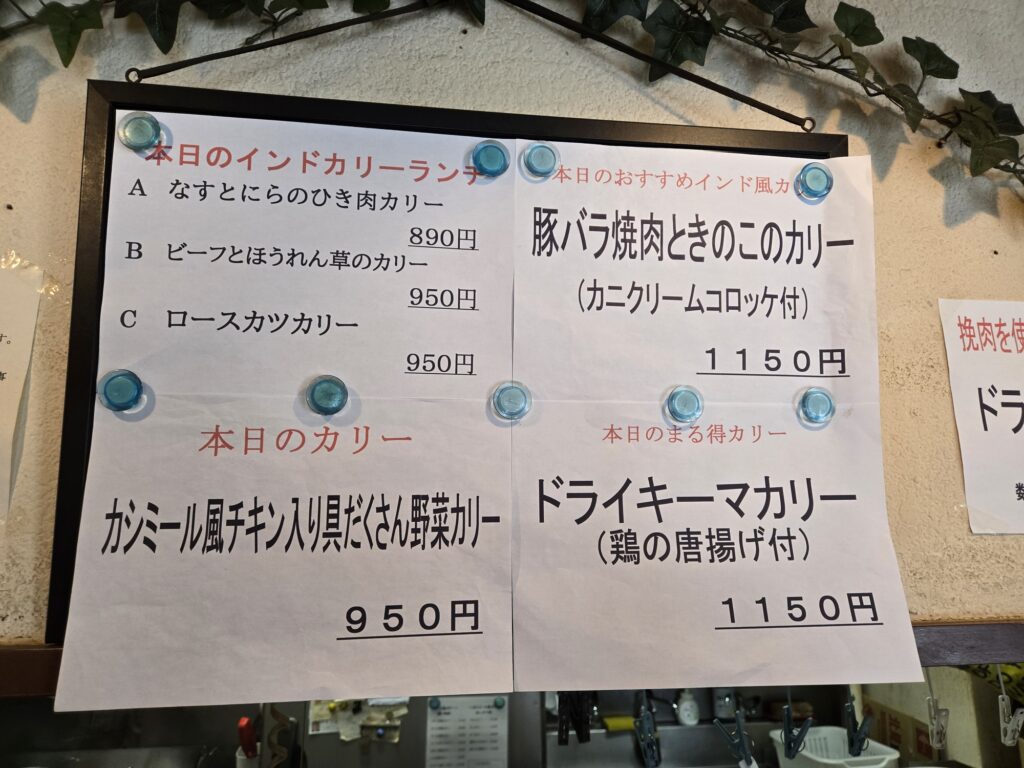 本日のインドカリーランチ
A なすとにらのひき肉カリー
890円
B ビーフとほうれん草のカリー
950円
C ロースカツカリー
950円
本日のおすすめインド風カ
豚バラ焼肉ときのこのカリー
（カニクリームコロッケ付）
１１５０円
本日のカリー
カシミール風チキン入り具だくさん野菜カリー
９５０円
本日のまる得カリー
ドライキーマカリー
（鶏の唐揚げ付）
１１５０円
挽肉を使
ドラ
数
す。